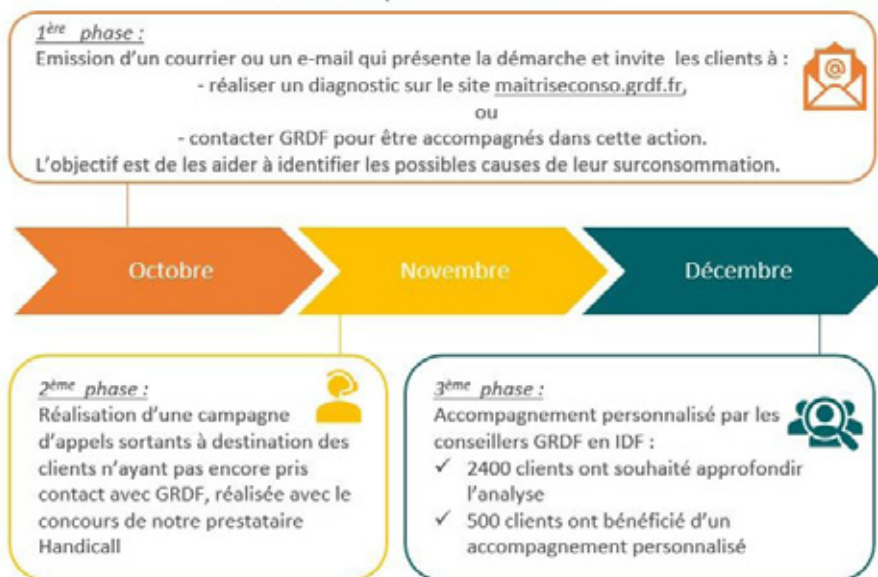 1ère phase :
Emission d'un courrier ou un e-mail qui présente la démarche et invite les clients à :
- réaliser un diagnostic sur le site maitriseconso.grdf.fr,
ou
- contacter GRDF pour être accompagnés dans cette action.
L'objectif est de les aider à identifier les possibles causes de leur surconsommation.
Octobre
Novembre
Décembre
2ème phase :
Réalisation d'une campagne
d'appels sortants à destination des
clients n'ayant pas encore pris
contact avec GRDF, réalisée avec le
concours de notre prestataire
Handicall
3ème phase :
Accompagnement personnalisé par les
conseillers GRDF en IDF :
✓ 2400 clients ont souhaité approfondir
l'analyse
✓ 500 clients ont bénéficié d'un
accompagnement personnalisé